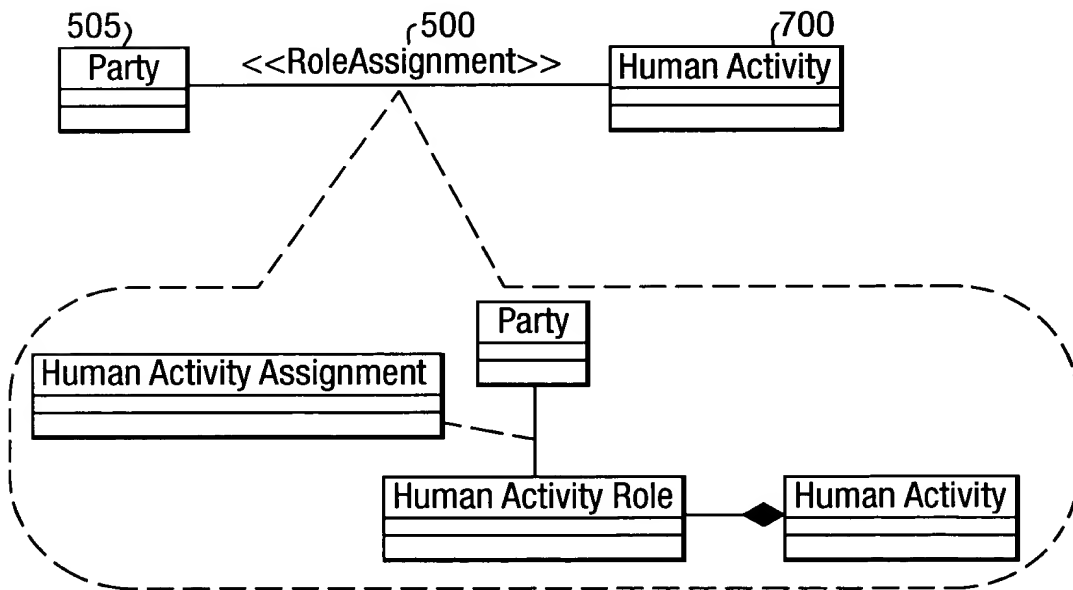 505 500 700
Party <<RoleAssignment>> Human Activity
Party
Human Activity Assignment
Human Activity Role Human Activity